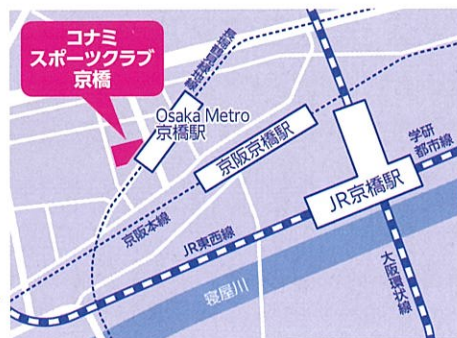 コナミ
スポーツクラブ
京橋
Osaka Metro
京橋駅
京阪京橋駅
JR京橋駅
学研
都市線
京阪本線
JR東西線
大阪環状線
寝屋川